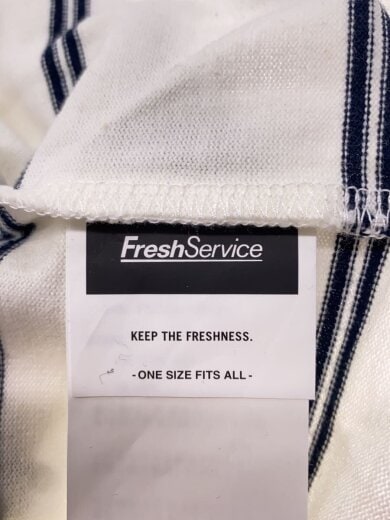 FreshService
KEEP THE FRESHNESS.
- ONE SIZE FITS ALL -